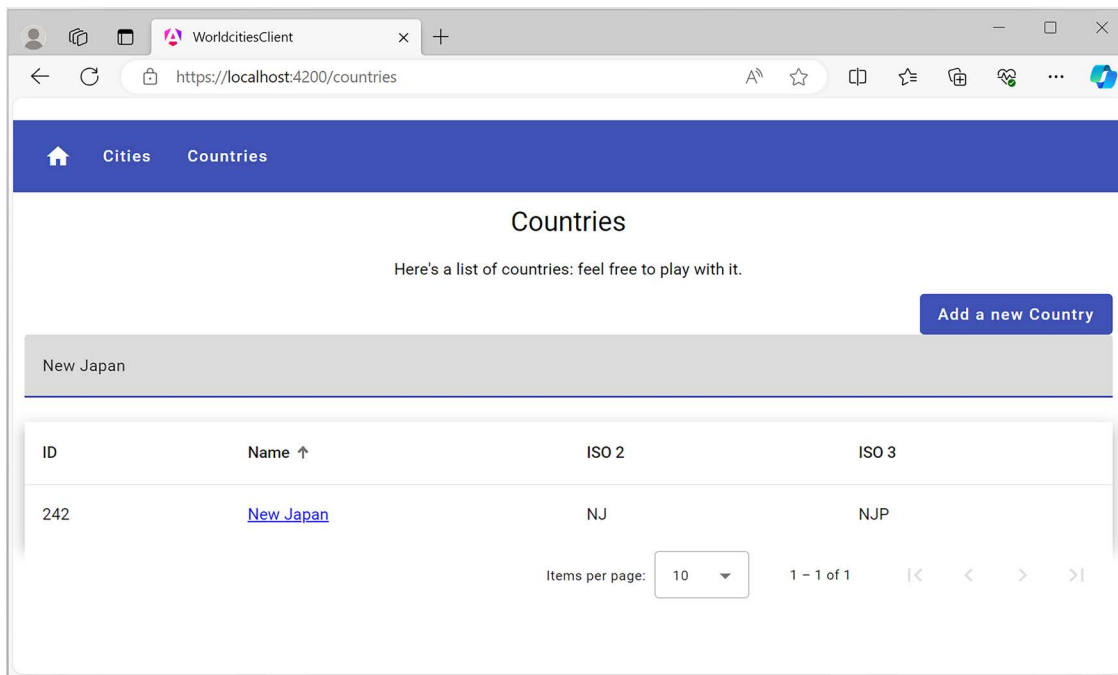 WorldcitiesClient
https://localhost:4200/countries
Cities Countries
Countries
Here's a list of countries: feel free to play with it.
Add a new Country
New Japan
ID Name ISO 2 ISO 3
242 New Japan NJ NJP
Items per page: 10 1 – 1 of 1